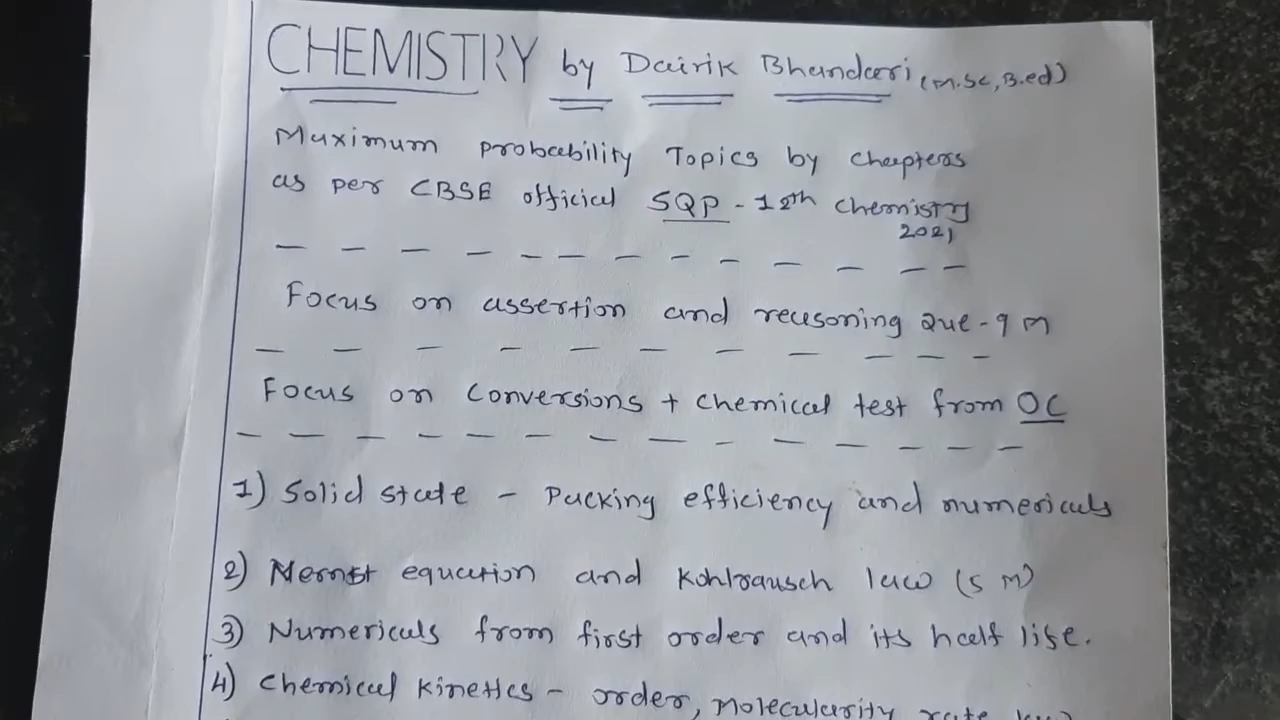 CHEMISTRY by Dairik Bhandari (M.Sc, B.ed)
Maximum probability Topics by chapters
as per CBSE official SQP - 12th chemistry
2021
Focus on assertion and reasoning Que - 9 M
Focus on Conversions + chemical test from OC
1) Solid state - Packing efficiency and numericals
2) Nernst equation and Kohlrausch law (5 M)
3) Numericals from first order and its half life.
4) Chemical Kinetics - order, Molecularity rate law